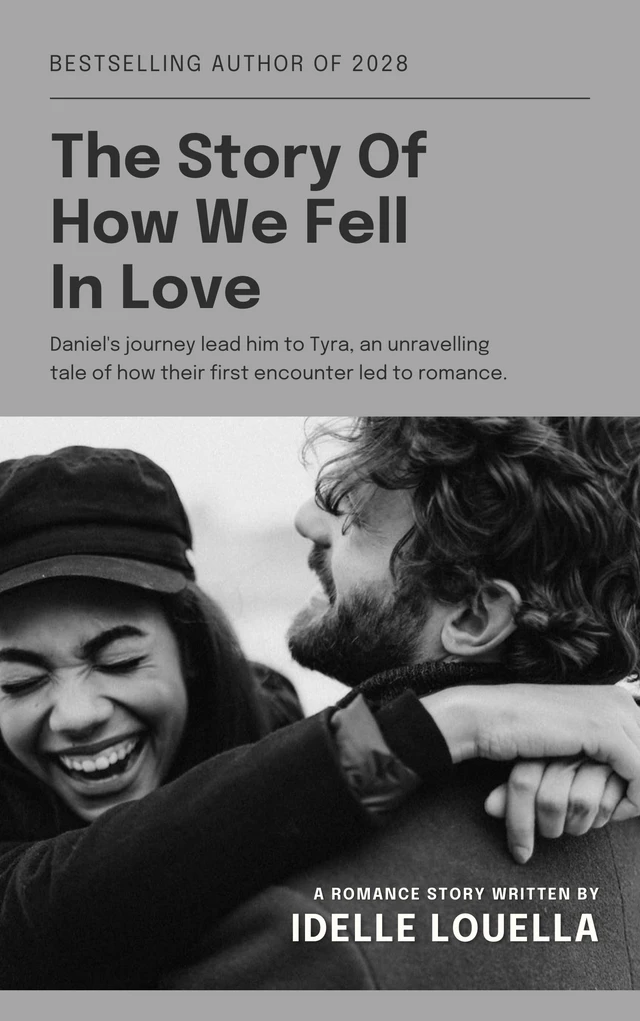 BESTSELLING AUTHOR OF 2028
The Story Of
How We Fell
In Love
Daniel's journey lead him to Tyra, an unravelling
tale of how their first encounter led to romance.
A ROMANCE STORY WRITTEN BY
IDELLE LOUELLA